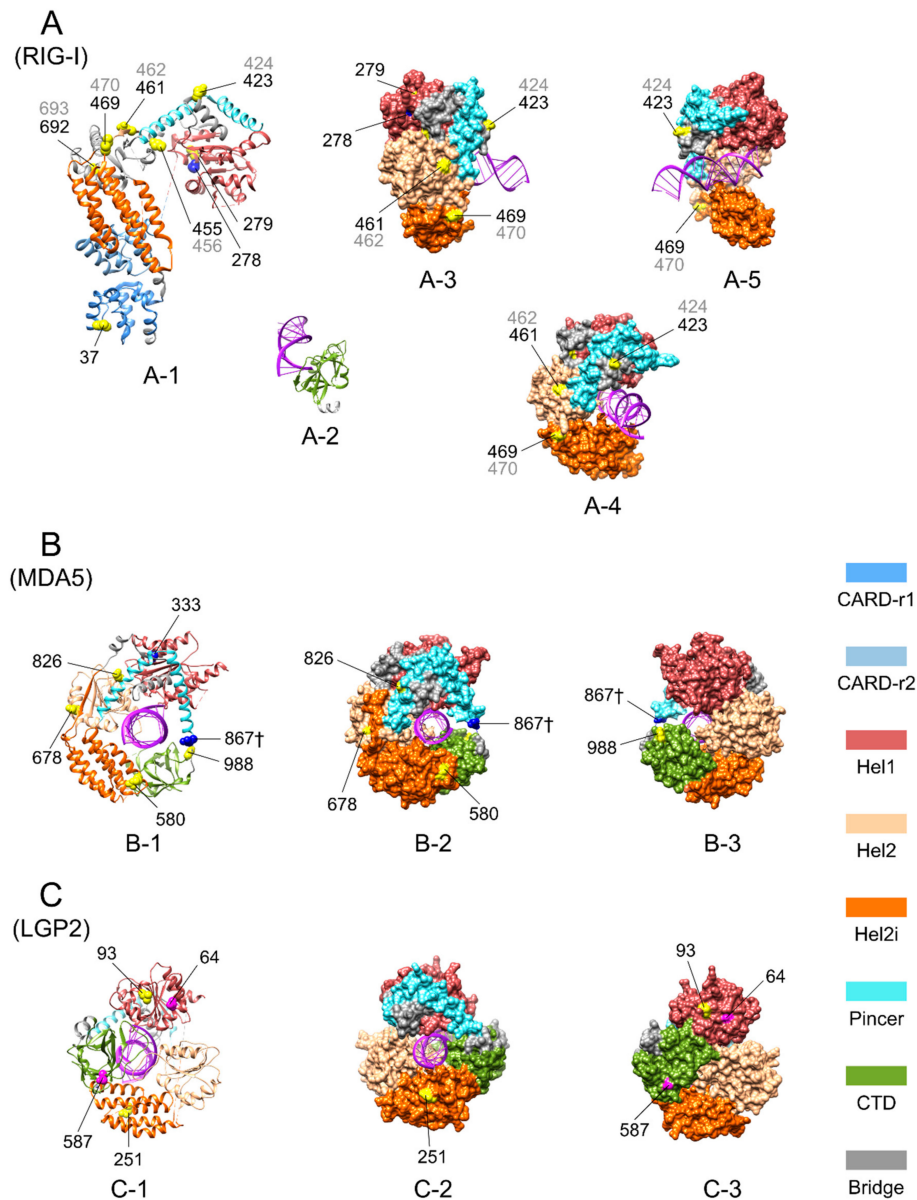 A
(RIG-I)
424
423
462
461
470
469
693
692
455
456
279
278
37
A-1
A-2
279
278
424
423
461
462
469
470
A-3
424
423
469
470
A-5
462
461
424
423
469
470
A-4
B
(MDA5)
333
826
678
867†
988
580
B-1
826
867†
678
580
B-2
867†
988
B-3
C
(LGP2)
93
64
587
251
C-1
251
C-2
93
64
587
C-3
CARD-r1
CARD-r2
Hel1
Hel2
Hel2i
Pincer
CTD
Bridge